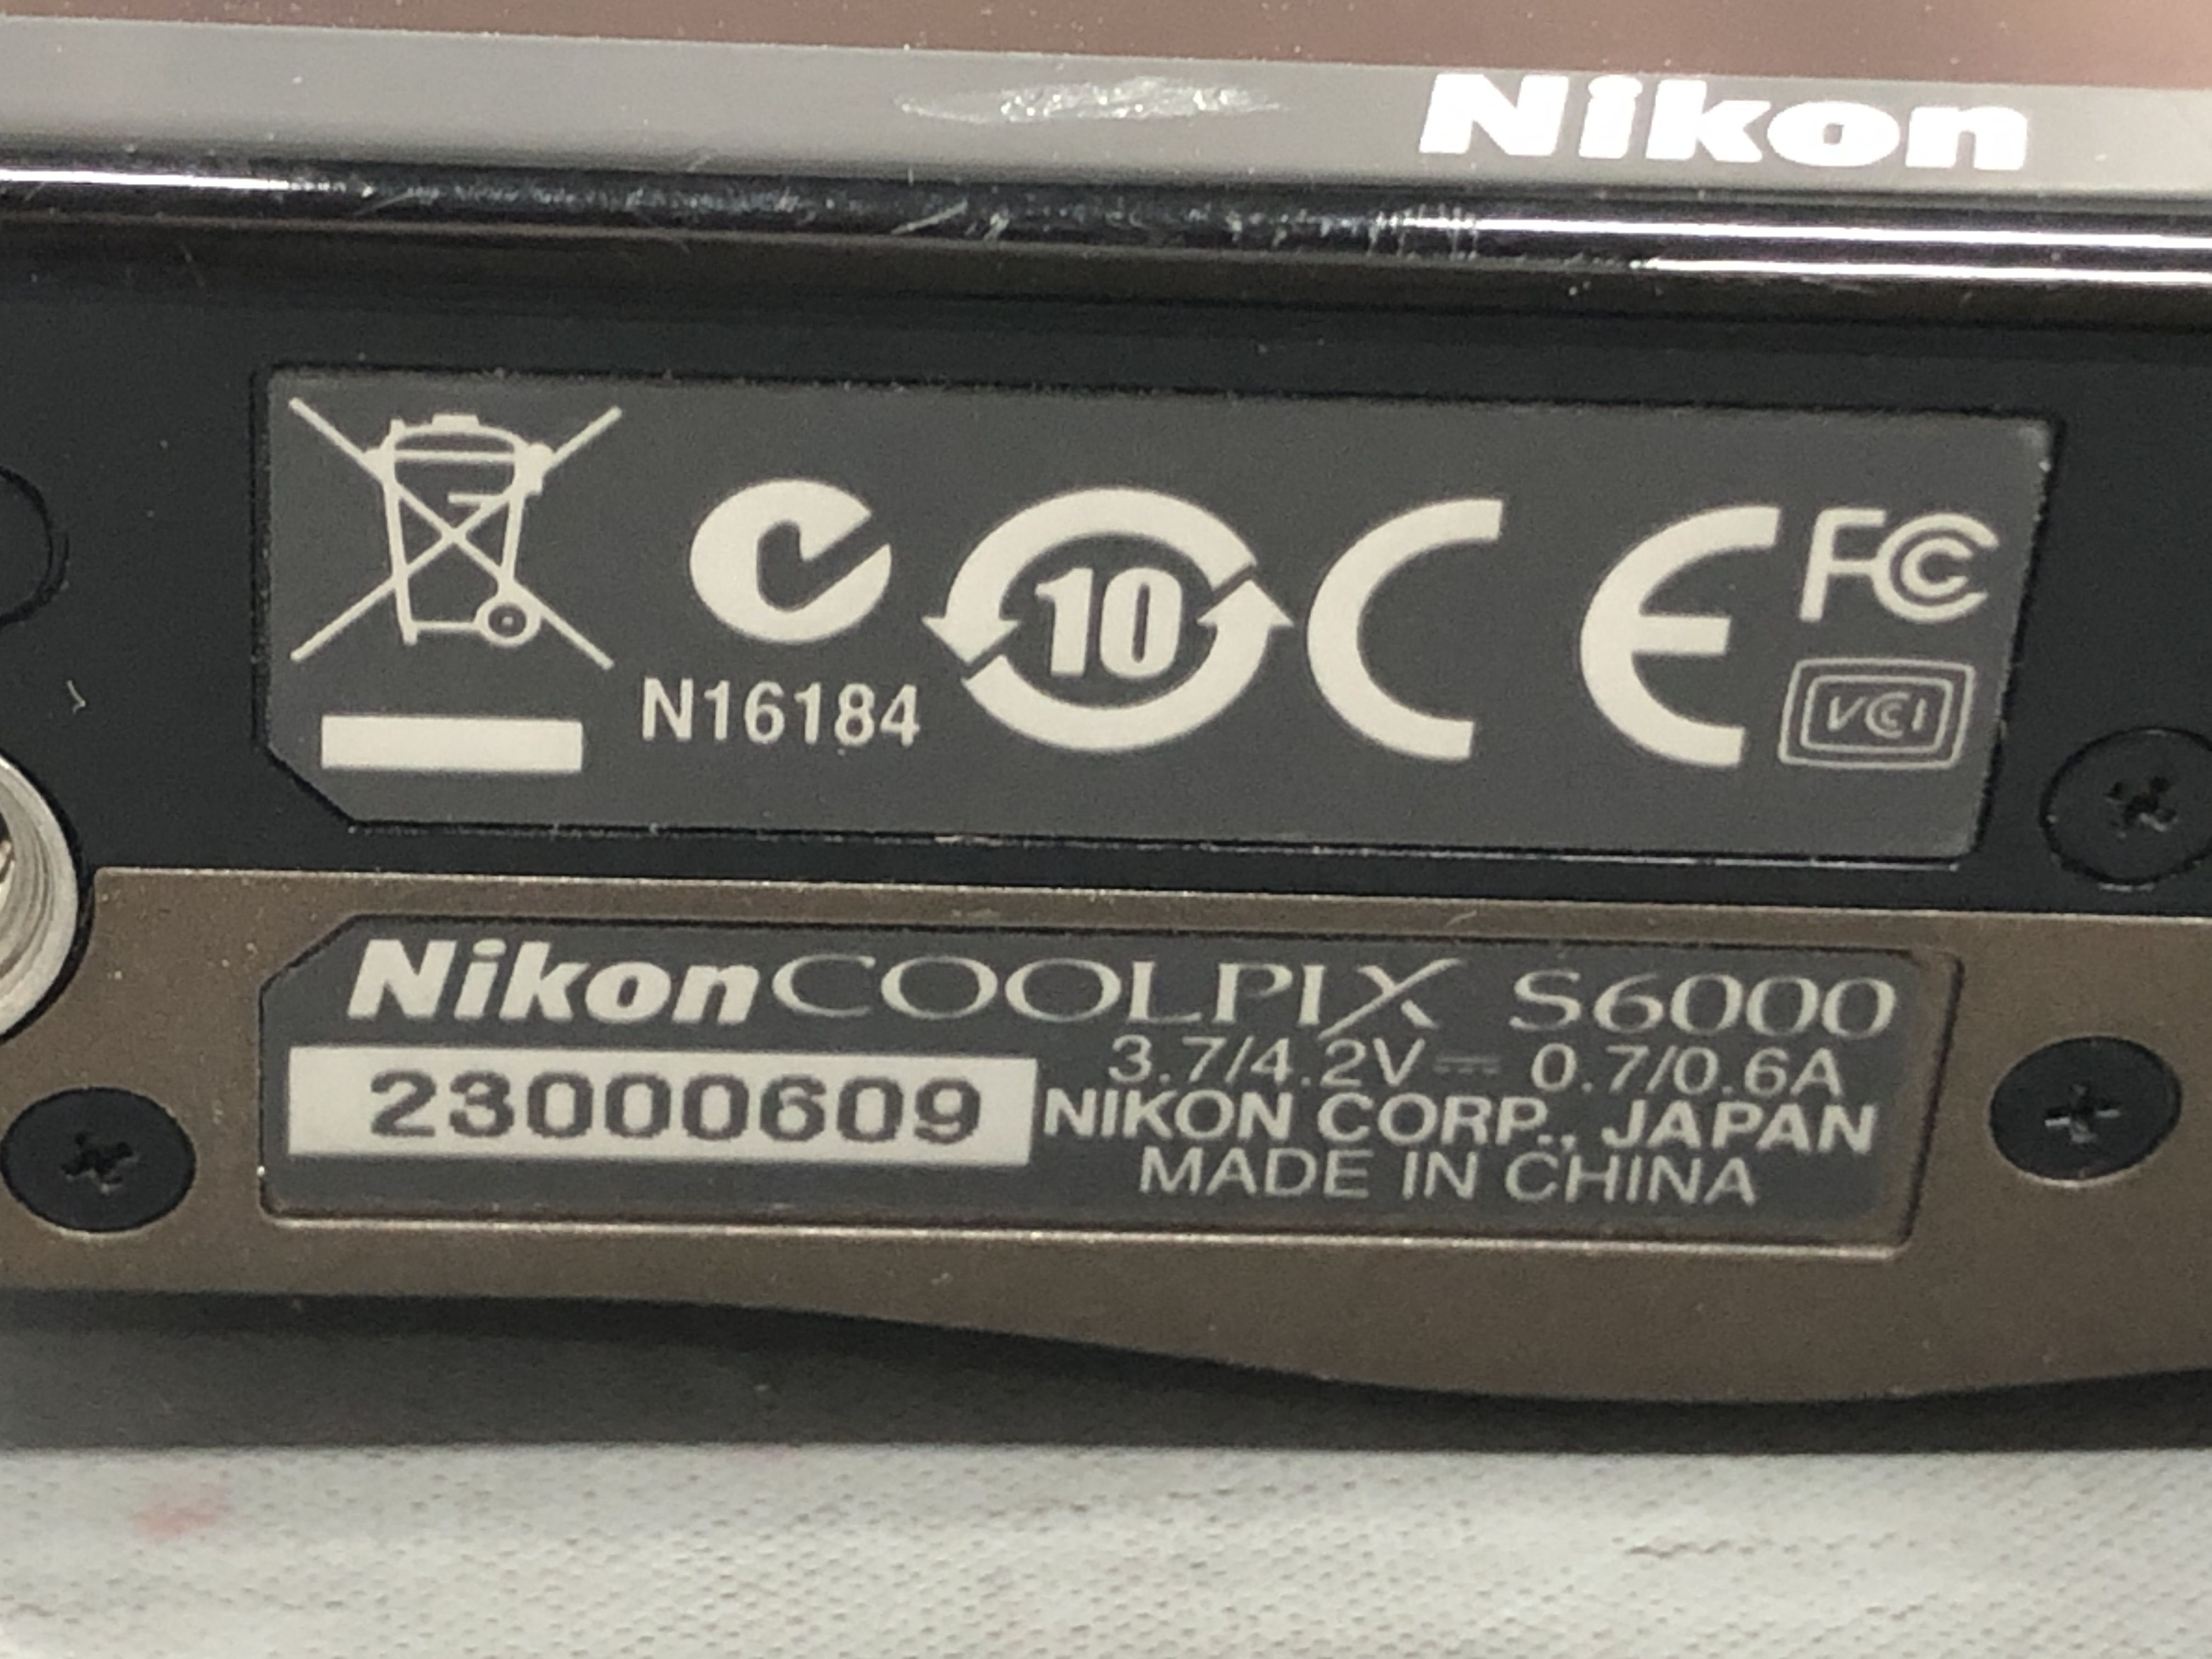 Nikon
N16184
10
CE
FC
VCI
Nikon COOLPIX S6000
3.7/4.2V 0.7/0.6A
23000609
NIKON CORP., JAPAN
MADE IN CHINA